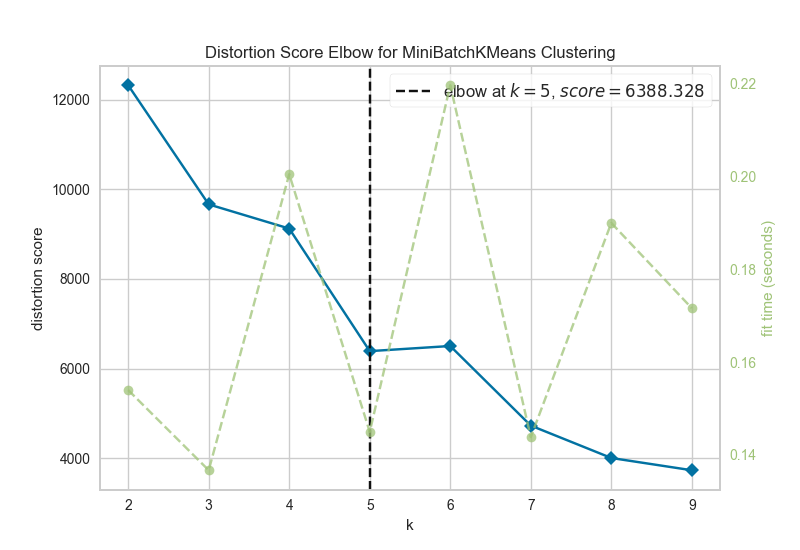 Distortion Score Elbow for MiniBatchKMeans Clustering
elbow at k = 5, score = 6388.328
distortion score
12000
10000
8000
6000
4000
0.22
0.20
0.18
0.16
0.14
fit time (seconds)
2 3 4 5 6 7 8 9
k